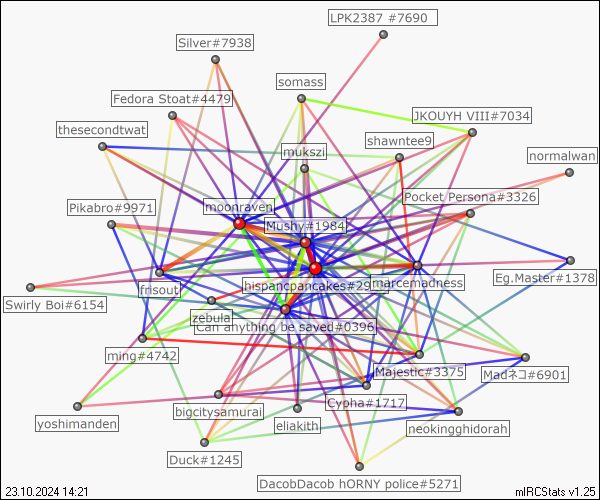 LPK2387 #7690
Silver#7938
somass
Fedora Stoat#4479
JKOUYH VIII#7034
thesecondtwat
shawntee9
mukszi
normalwan
Pocket Persona#3326
Pikabro#9971
moonraven
Mushy#1984
Eg.Master#1378
frisout
hispancpancakes#29
marcemadness
Swirly Boi#6154
zebula
Can anything be saved#0396
ming#4742
Majestic#3375
Madネコ#6901
Cypha#1717
bigcitysamurai
yoshimanden
eliakith
neokingghidorah
Duck#1245
DacobDacob hORNY police#5271
23.10.2024 14:21
mIRCStats v1.25